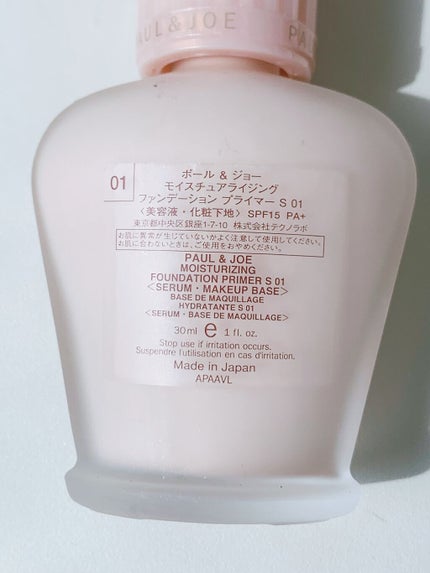 PAUL & JOE PA
01
ポール & ジョー
モイスチュアライジング
ファンデーション プライマー S 01
〈美容液・化粧下地〉 SPF15 PA+
東京都中央区銀座1-7-10 株式会社テクノラボ
お肌に異常が生じていないかよく注意して使用してください。
お肌に合わないときは、ご使用をおやめください。
PAUL & JOE
MOISTURIZING
FOUNDATION PRIMER S 01
<SERUM・MAKEUP BASE>
BASE DE MAQUILLAGE
HYDRATANTE S 01
<SERUM・BASE DE MAQUILLAGE>
30ml e 1 fl. oz.
Stop use if irritation occurs.
Suspendre l'utilisation en cas d'irritation.
Made in Japan
APAAVL